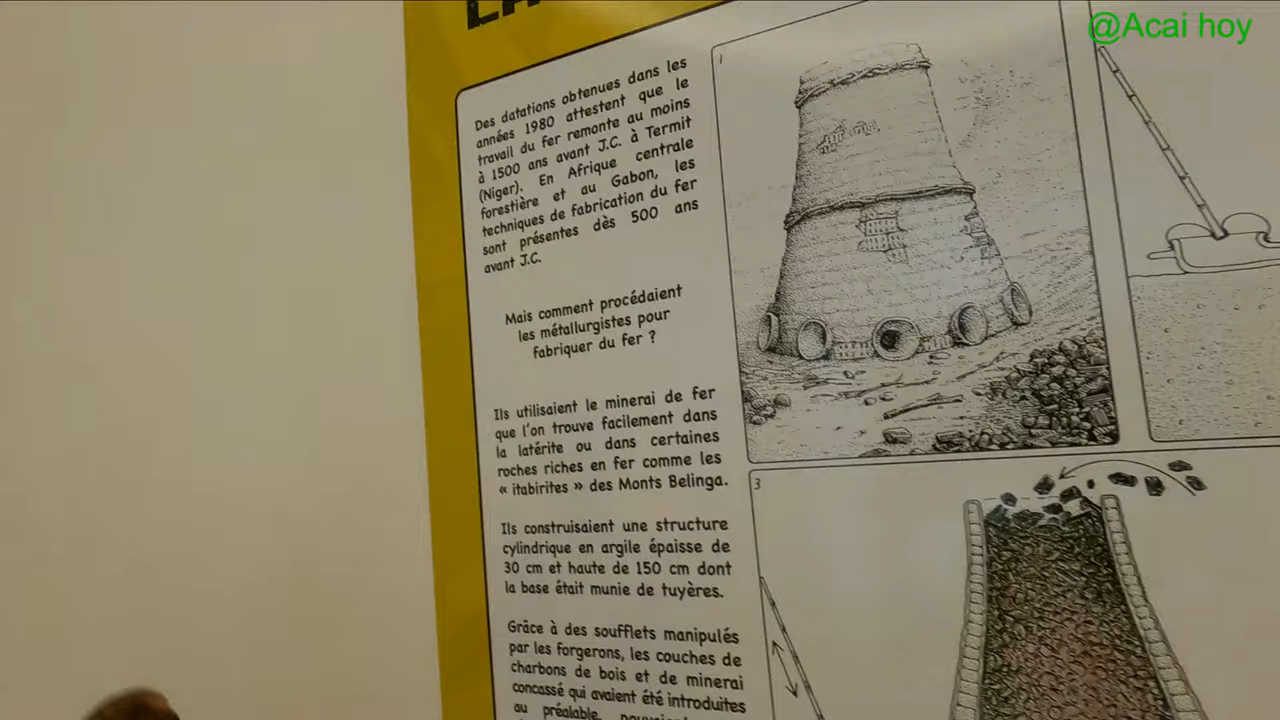 @Acai hoy
Des datations obtenues dans les
années 1980 attestent que le
travail du fer remonte au moins
à 1500 ans avant J.C. à Termit
(Niger). En Afrique centrale
forestière et au Gabon, les
techniques de fabrication du fer
sont présentes dès 500 ans
avant J.C.
Mais comment procédaient
les métallurgistes pour
fabriquer du fer ?
Ils utilisaient le minerai de fer
que l'on trouve facilement dans
la latérite ou dans certaines
roches riches en fer comme les
« itabirites » des Monts Belinga.
Ils construisaient une structure
cylindrique en argile épaisse de
30 cm et haute de 150 cm dont
la base était munie de tuyères.
Grâce à des soufflets manipulés
par les forgerons, les couches de
charbons de bois et de minerai
concassé qui avaient été introduites
au préalable,
1
3